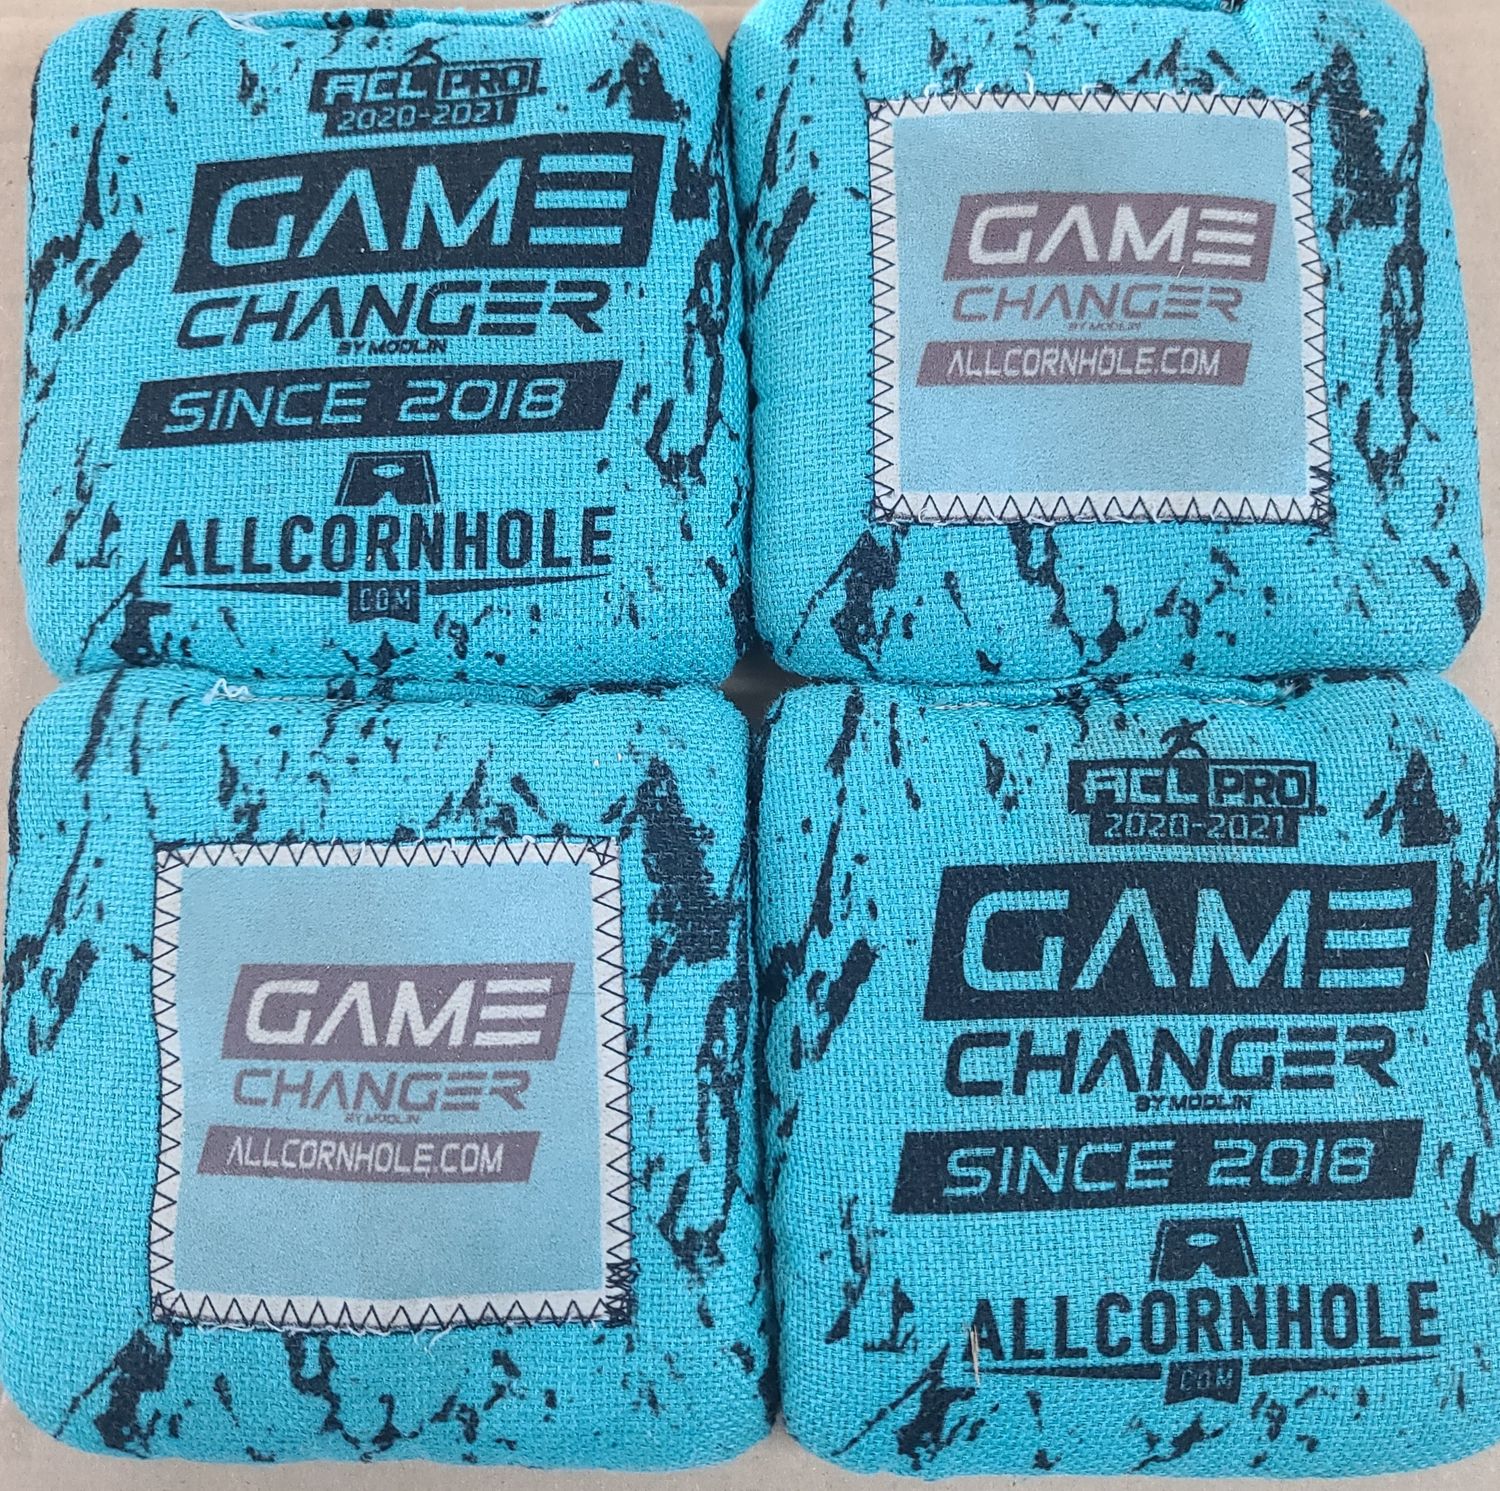 ACL PRO
2020-2021
GAME
CHANGER
BY MODLIN
SINCE 2018
ALLCORNHOLE
.COM
GAME
CHANGER
BY MODLIN
ALLCORNHOLE.COM
GAME
CHANGER
BY MODLIN
ALLCORNHOLE.COM
ACL PRO
2020-2021
GAME
CHANGER
BY MODLIN
SINCE 2018
ALLCORNHOLE
.COM